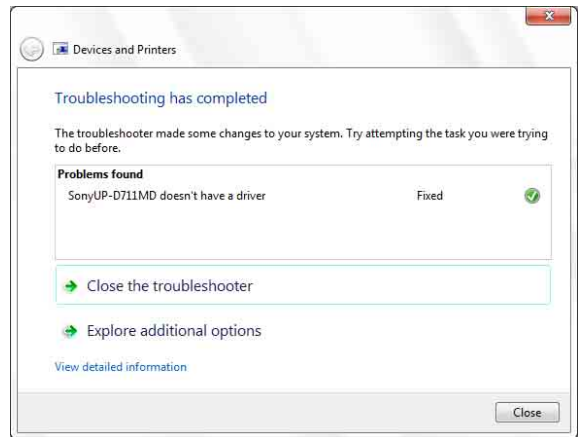 Devices and Printers
Troubleshooting has completed
The troubleshooter made some changes to your system. Try attempting the task you were trying
to do before.
Problems found
SonyUP-D711MD doesn't have a driver Fixed
Close the troubleshooter
Explore additional options
View detailed information
Close